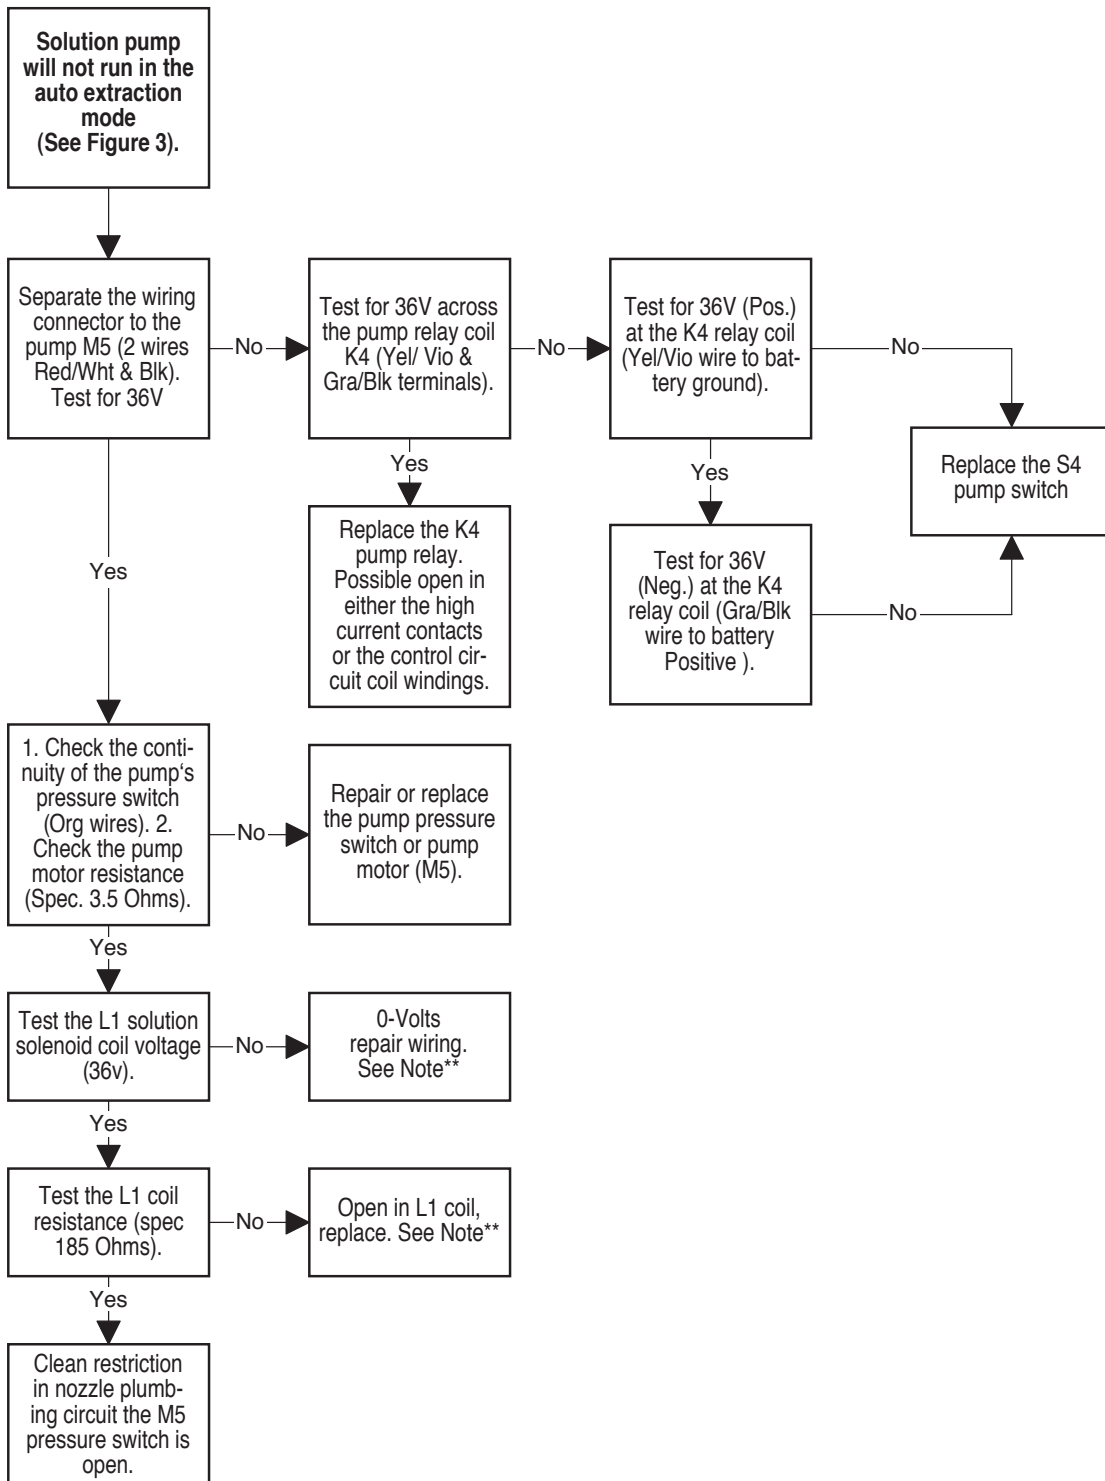 Solution pump
will not run in the
auto extraction
mode
(See Figure 3).
Separate the wiring
connector to the
pump M5 (2 wires
Red/Wht & Blk).
Test for 36V
No
Test for 36V across
the pump relay coil
K4 (Yel/ Vio &
Gra/Blk terminals).
No
Test for 36V (Pos.)
at the K4 relay coil
(Yel/Vio wire to bat-
tery ground).
No
Replace the S4
pump switch
Yes
Replace the K4
pump relay.
Possible open in
either the high
current contacts
or the control cir-
cuit coil windings.
Yes
Test for 36V
(Neg.) at the K4
relay coil (Gra/Blk
wire to battery
Positive ).
No
Yes
1. Check the conti-
nuity of the pump‘s
pressure switch
(Org wires). 2.
Check the pump
motor resistance
(Spec. 3.5 Ohms).
No
Repair or replace
the pump pressure
switch or pump
motor (M5).
Yes
Test the L1 solution
solenoid coil voltage
(36v).
No
0-Volts
repair wiring.
See Note**
Yes
Test the L1 coil
resistance (spec
185 Ohms).
No
Open in L1 coil,
replace. See Note**
Yes
Clean restriction
in nozzle plumb-
ing circuit the M5
pressure switch is
open.